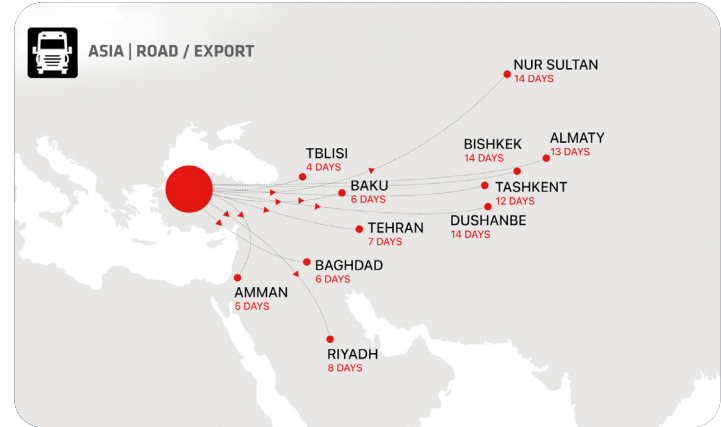 ASIA | ROAD / EXPORT
NUR SULTAN
14 DAYS
TBLISI
4 DAYS
BISHKEK
14 DAYS
ALMATY
13 DAYS
BAKU
6 DAYS
TASHKENT
12 DAYS
DUSHANBE
14 DAYS
TEHRAN
7 DAYS
BAGHDAD
6 DAYS
AMMAN
5 DAYS
RIYADH
8 DAYS